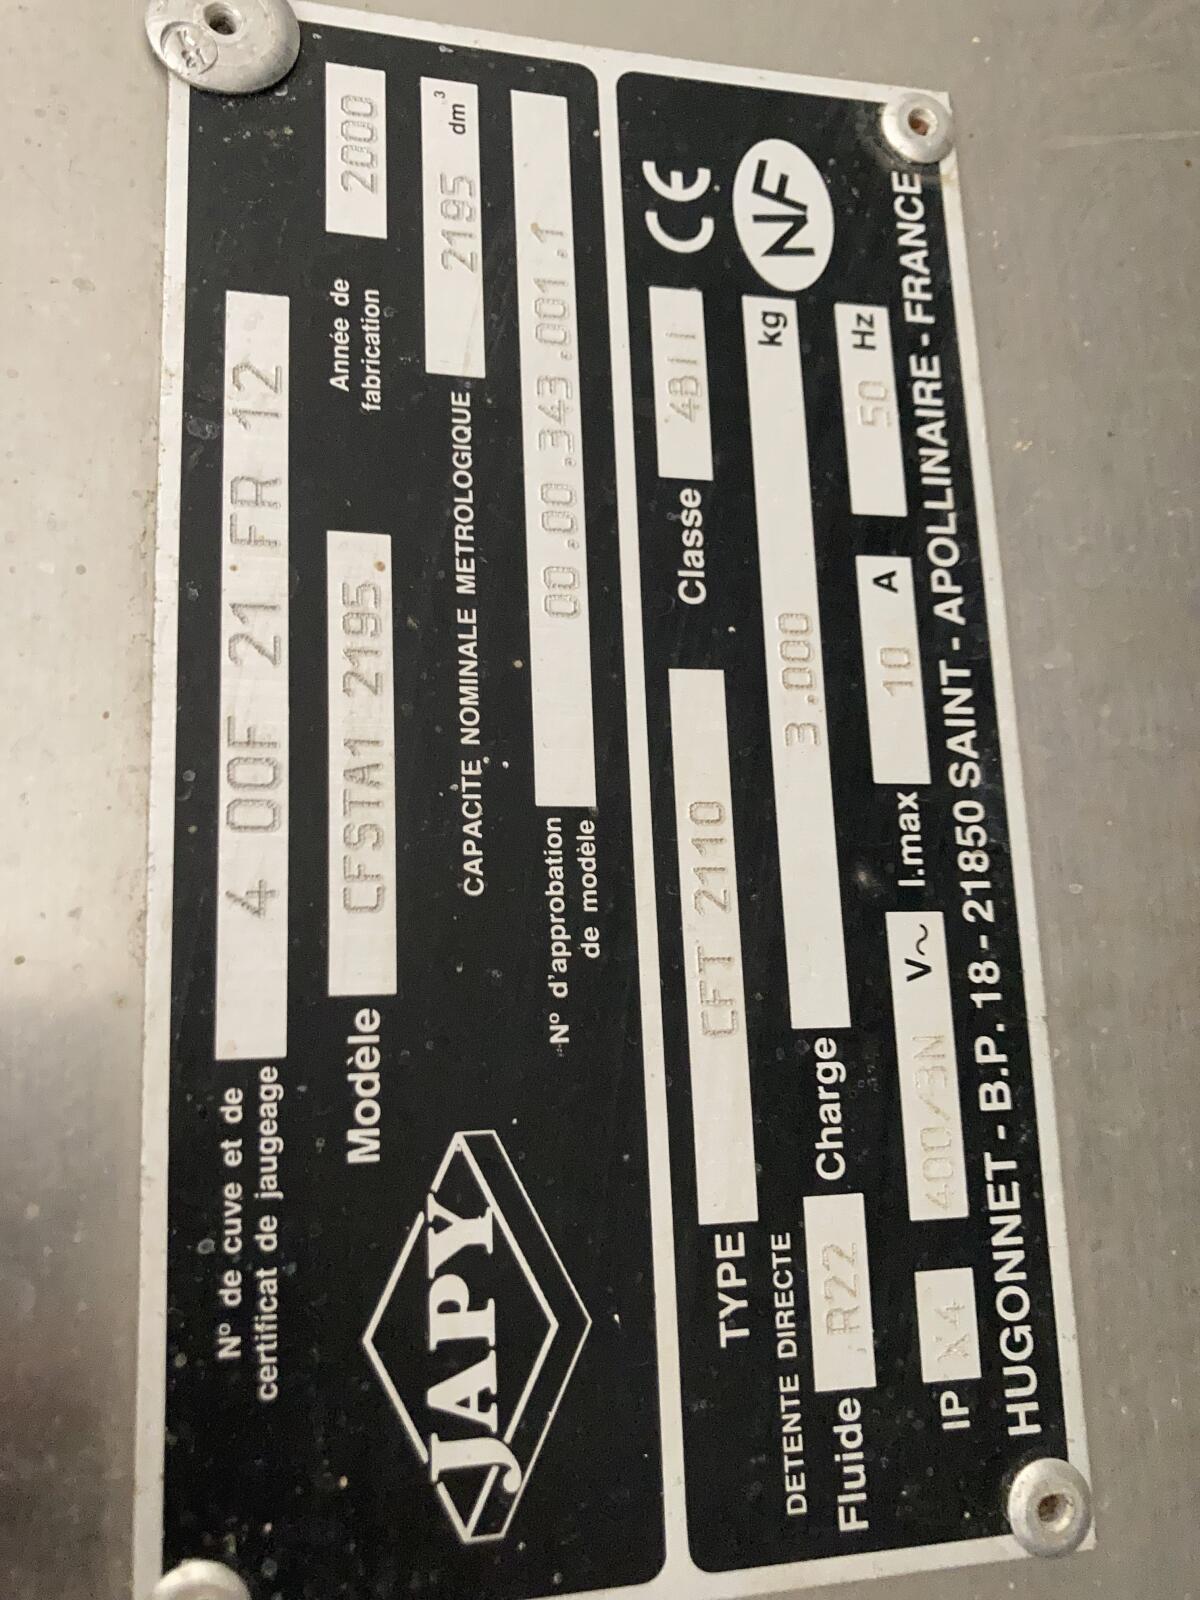 N° de cuve et de
certificat de jaugeage 4 00F 21 FR 12
Modèle CFSTA1 2195 Année de
fabrication 2000
CAPACITE NOMINALE METROLOGIQUE 2195 dm³
N° d'approbation
de modèle 00.00.343.001.1
JAPY
TYPE CFT 2110 Classe 4BII CE
DETENTE DIRECTE
Fluide R22 Charge 3.000 kg NF
IP X4 400/3N V~ I.max 10 A 50 Hz
HUGONNET - B.P. 18 - 21850 SAINT - APOLLINAIRE - FRANCE